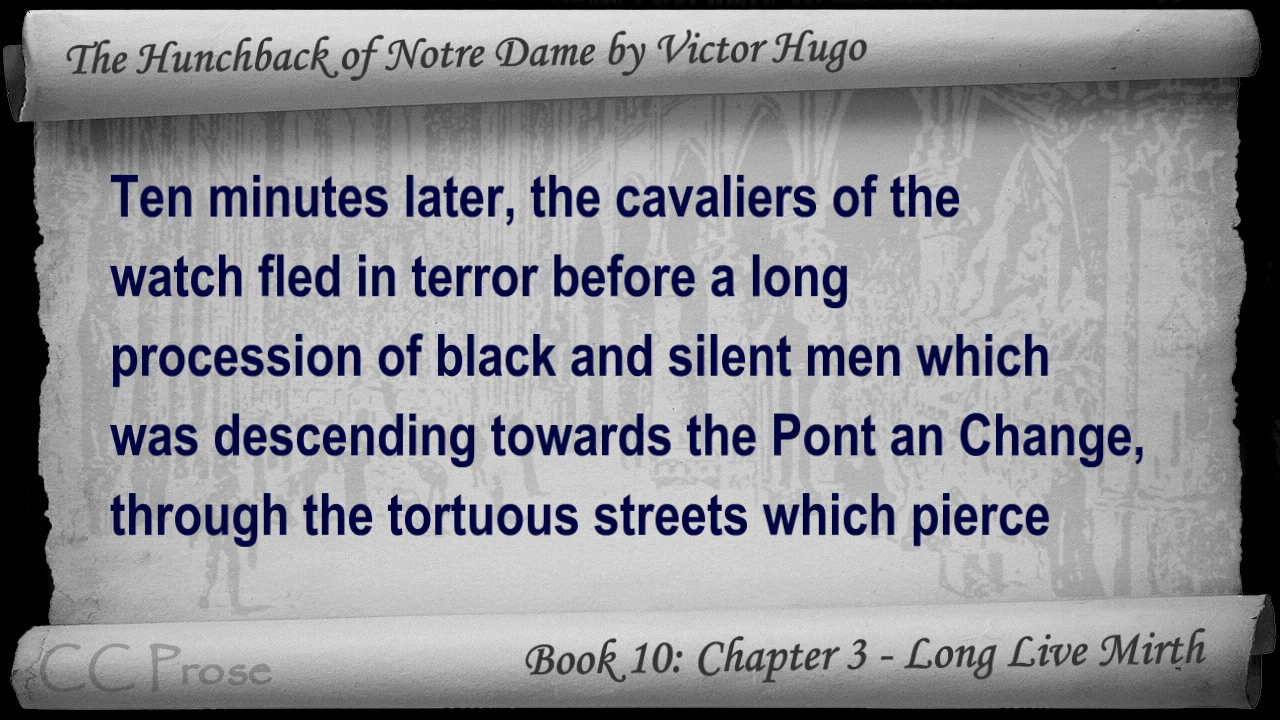 The Hunchback of Notre Dame by Victor Hugo
Ten minutes later, the cavaliers of the
watch fled in terror before a long
procession of black and silent men which
was descending towards the Pont an Change,
through the tortuous streets which pierce
CC Prose
Book 10: Chapter 3 - Long Live Mirth